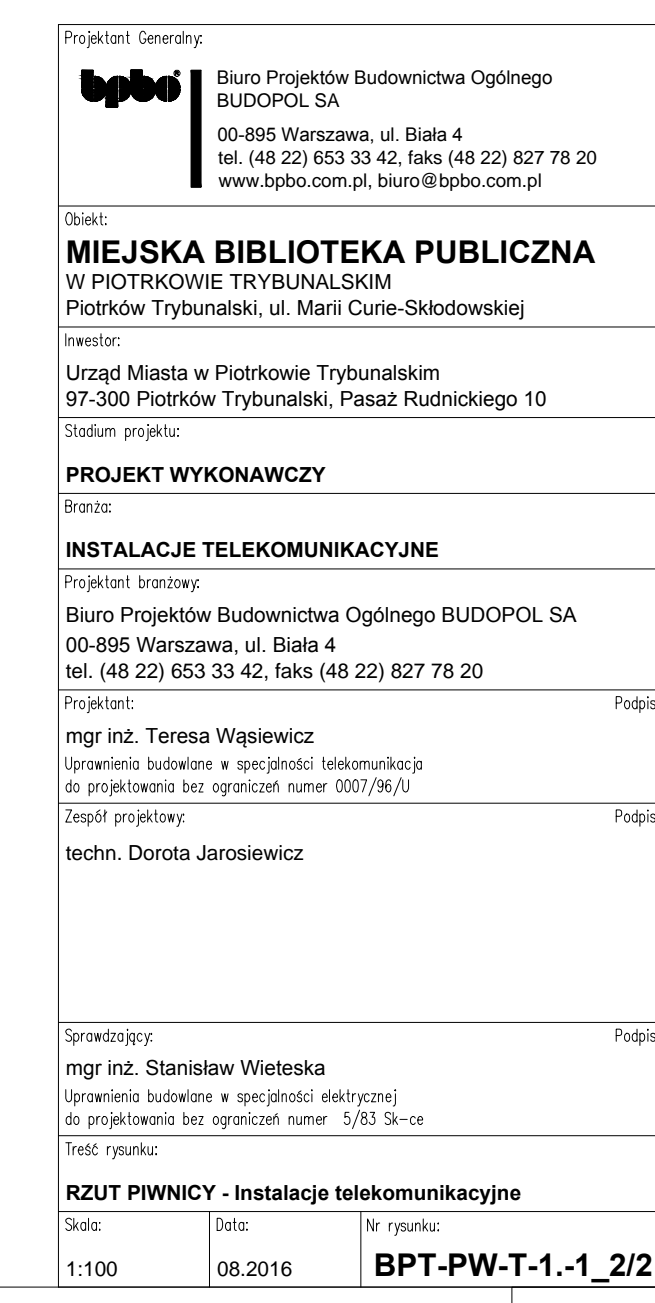 Projektant Generalny:
bpbo®
Biuro Projektów Budownictwa Ogólnego
BUDOPOL SA
00-895 Warszawa, ul. Biała 4
tel. (48 22) 653 33 42, faks (48 22) 827 78 20
www.bpbo.com.pl, biuro@bpbo.com.pl
Obiekt:
MIEJSKA BIBLIOTEKA PUBLICZNA
W PIOTRKOWIE TRYBUNALSKIM
Piotrków Trybunalski, ul. Marii Curie-Skłodowskiej
Inwestor:
Urząd Miasta w Piotrkowie Trybunalskim
97-300 Piotrków Trybunalski, Pasaż Rudnickiego 10
Stadium projektu:
PROJEKT WYKONAWCZY
Branża:
INSTALACJE TELEKOMUNIKACYJNE
Projektant branżowy:
Biuro Projektów Budownictwa Ogólnego BUDOPOL SA
00-895 Warszawa, ul. Biała 4
tel. (48 22) 653 33 42, faks (48 22) 827 78 20
Projektant: Podpis
mgr inż. Teresa Wąsiewicz
Uprawnienia budowlane w specjalności telekomunikacja
do projektowania bez ograniczeń numer 0007/96/U
Zespół projektowy: Podpis
techn. Dorota Jarosiewicz
Sprawdzający: Podpis
mgr inż. Stanisław Wieteska
Uprawnienia budowlane w specjalności elektrycznej
do projektowania bez ograniczeń numer 5/83 Sk-ce
Treść rysunku:
RZUT PIWNICY - Instalacje telekomunikacyjne
Skala: Data: Nr rysunku:
1:100 08.2016 BPT-PW-T-1.-1_2/2